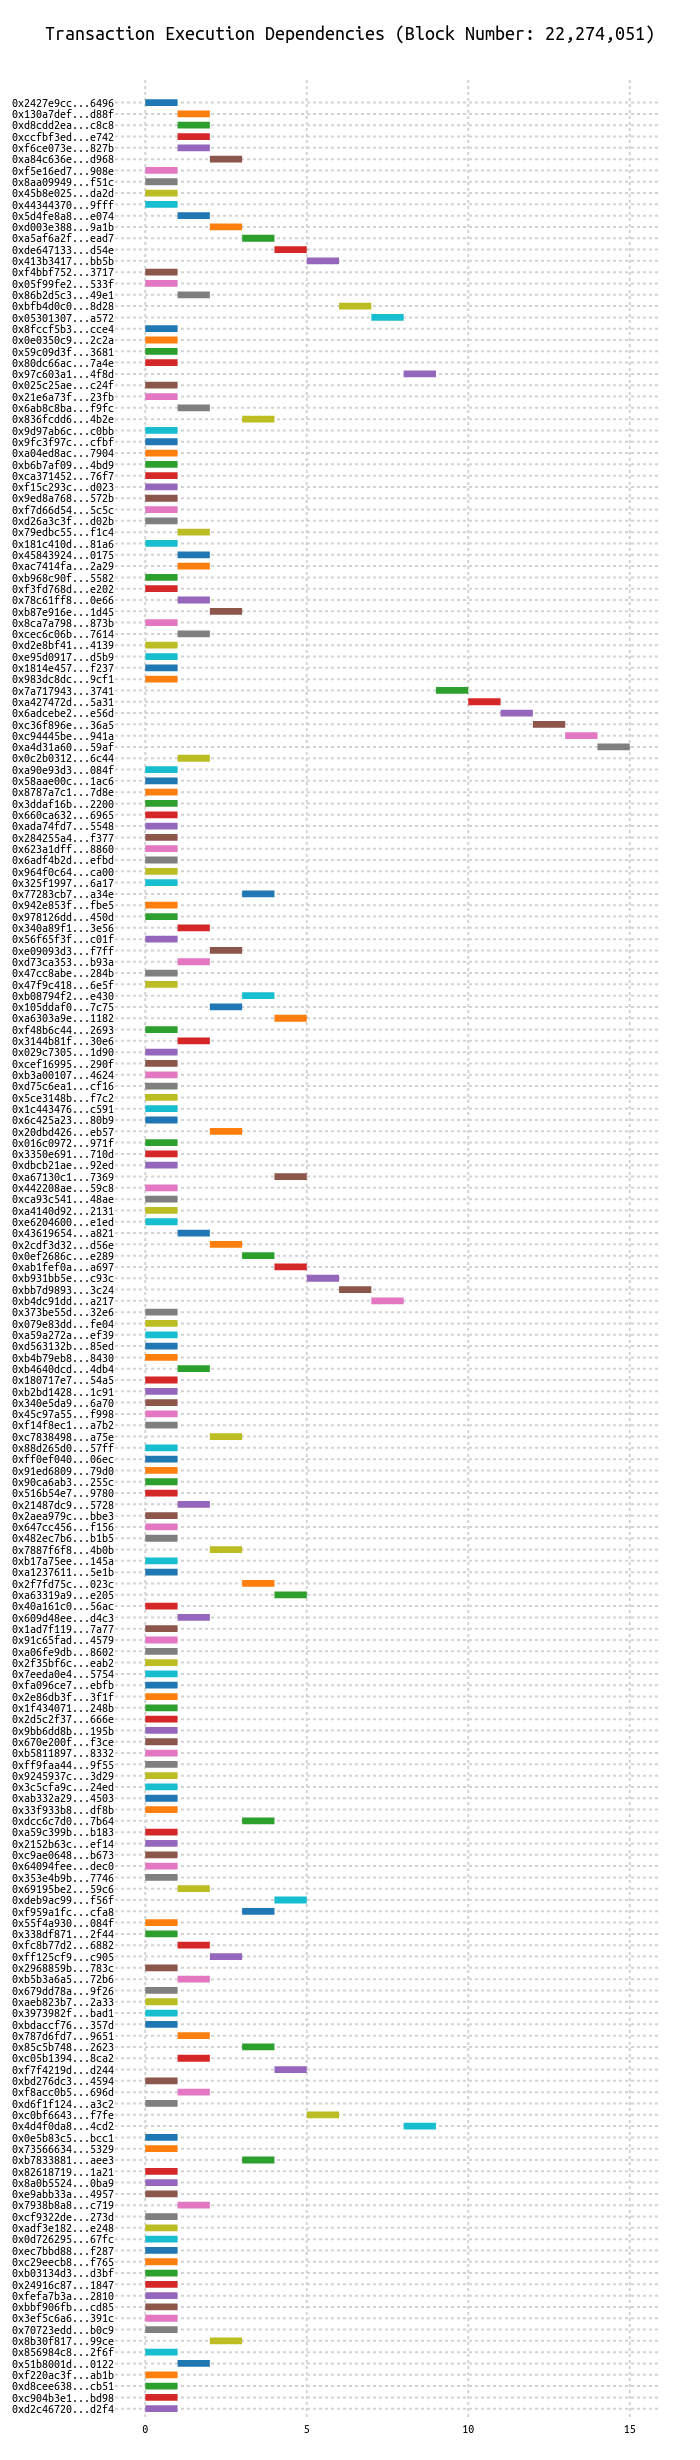 Transaction Execution Dependencies (Block Number: 22,274,051)
0x2427e9cc...6496
0x130a7def...d88f
0xd8cdd2ea...c8c8
0xccfbf3ed...e742
0xf6ce073e...827b
0xa84c636e...d968
0xf5e16ed7...908e
0x8aa09949...f51c
0x45b8e025...da2d
0x44344370...9fff
0x5d4fe8a8...e074
0xd003e388...9a1b
0xa5af6a2f...ead7
0xde647133...d54e
0x413b3417...bb5b
0xf4bbf752...3717
0x05f99fe2...533f
0x86b2d5c3...49e1
0xbfb4d0c0...8d28
0x05301307...a572
0x8fccf5b3...cce4
0x0e0350c9...2c2a
0x59c09d3f...3681
0x80dc66ac...7a4e
0x97c603a1...4f8d
0x025c25ae...c24f
0x21e6a73f...23fb
0x6ab8c8ba...f9fc
0x836fcdd6...4b2e
0x9d97ab6c...c0bb
0x9fc3f97c...cfbf
0xa04ed8ac...7904
0xb6b7af09...4bd9
0xca371452...76f7
0xf15c293c...d023
0x9ed8a768...572b
0xf7d66d54...5c5c
0xd26a3c3f...d02b
0x79edbc55...f1c4
0x181c410d...81a6
0x45843924...0175
0xac7414fa...2a29
0xb968c90f...5582
0xf3fd768d...e202
0x78c61ff8...0e66
0xb87e916e...1d45
0x8ca7a798...873b
0xcec6c06b...7614
0xd2e8bf41...4139
0xe95d0917...d5b9
0x1814e457...f237
0x983dc8dc...9cf1
0x7a717943...3741
0xa427472d...5a31
0x6adcebe2...e56d
0xc36f896e...36a5
0xc94445be...941a
0xa4d31a60...59af
0x0c2b0312...6c44
0xa90e93d3...084f
0x58aae00c...1ac6
0x8787a7c1...7d8e
0x3ddaf16b...2200
0x660ca632...6965
0xada74fd7...5548
0x284255a4...f377
0x623a1dff...8860
0x6adf4b2d...efbd
0x964f0c64...ca00
0x325f1997...6a17
0x77283cb7...a34e
0x942e853f...fbe5
0x978126dd...450d
0x340a89f1...3e56
0x56f65f3f...c01f
0xe09093d3...f7ff
0xd73ca353...b93a
0x47cc8abe...284b
0x47f9c418...6e5f
0xb08794f2...e430
0x105ddaf0...7c75
0xa6303a9e...1182
0xf48b6c44...2693
0x3144b81f...30e6
0x029c7305...1d90
0xcef16995...290f
0xb3a00107...4624
0xd75c6ea1...cf16
0x5ce3148b...f7c2
0x1c443476...c591
0x6c425a23...80b9
0x20dbd426...eb57
0x016c0972...971f
0x3350e691...710d
0xdbcb21ae...92ed
0xa67130c1...7369
0x442208ae...59c8
0xca93c541...48ae
0xa4140d92...2131
0xe6204600...e1ed
0x43619654...a821
0x2cdf3d32...d56e
0x0ef2686c...e289
0xab1fef0a...a697
0xb931bb5e...c93c
0xbb7d9893...3c24
0xb4dc91dd...a217
0x373be55d...32e6
0x079e83dd...fe04
0xa59a272a...ef39
0xd563132b...85ed
0xb4b79eb8...8430
0xb4640dcd...4db4
0x180717e7...54a5
0xb2bd1428...1c91
0x340e5da9...6a70
0x45c97a55...f998
0xf14f8ec1...a7b2
0xc7838498...a75e
0x88d265d0...57ff
0xff0ef040...06ec
0x91ed6809...79d0
0x90ca6ab3...255c
0x516b54e7...9780
0x21487dc9...5728
0x2aea979c...bbe3
0x647cc456...f156
0x482ec7b6...b1b5
0x7887f6f8...4b0b
0xb17a75ee...145a
0xa1237611...5e1b
0x2f7fd75c...023c
0xa63319a9...e205
0x40a161c0...56ac
0x609d48ee...d4c3
0x1ad7f119...7a77
0x91c65fad...4579
0xa06fe9db...8602
0x2f35bf6c...eab2
0x7eeda0e4...5754
0xfa096ce7...ebfb
0x2e86db3f...3f1f
0x1f434071...248b
0x2d5c2f37...666e
0x9bb6dd8b...195b
0x670e200f...f3ce
0xb5811897...8332
0xff9faa44...9f55
0x9245937c...3d29
0x3c5cfa9c...24ed
0xab332a29...4503
0x33f933b8...df8b
0xdcc6c7d0...7b64
0xa59c399b...b183
0x2152b63c...ef14
0xc9ae0648...b673
0x64094fee...dec0
0x353e4b9b...7746
0x69195be2...59c6
0xdeb9ac99...f56f
0xf959a1fc...cfa8
0x55f4a930...084f
0x338df871...2f44
0xfc8b77d2...6882
0xff125cf9...c905
0x2968859b...783c
0xb5b3a6a5...72b6
0x679dd78a...9f26
0xaeb823b7...2a33
0x3973982f...bad1
0xbdaccf76...357d
0x787d6fd7...9651
0x85c5b748...2623
0xc05b1394...8ca2
0xf7f4219d...d244
0xbd276dc3...4594
0xf8acc0b5...696d
0xd6f1f124...a3c2
0xc0bf6643...f7fe
0x4d4f0da8...4cd2
0x0e5b83c5...bcc1
0x73566634...5329
0xb7833881...aee3
0x82618719...1a21
0x8a0b5524...0ba9
0xe9abb33a...4957
0x7938b8a8...c719
0xcf9322de...273d
0xadf3e182...e248
0x0d726295...67fc
0xec7bbd88...f287
0xc29eecb8...f765
0xb03134d3...d3bf
0x24916c87...1847
0xfefa7b3a...2810
0xbbf906fb...cd85
0x3ef5c6a6...391c
0x70723edd...b0c9
0x8b30f817...99ce
0x856984c8...2f6f
0x51b8001d...0122
0xf220ac3f...ab1b
0xd8cee638...cb51
0xc904b3e1...bd98
0xd2c46720...d2f4
0 5 10 15